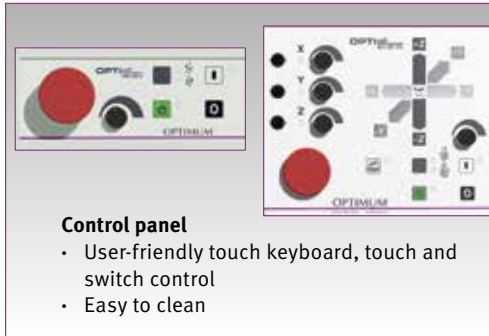 OPTIMUM
X
Y
Z
+Z
-Z
OPTIMUM
Control panel
· User-friendly touch keyboard, touch and
switch control
· Easy to clean